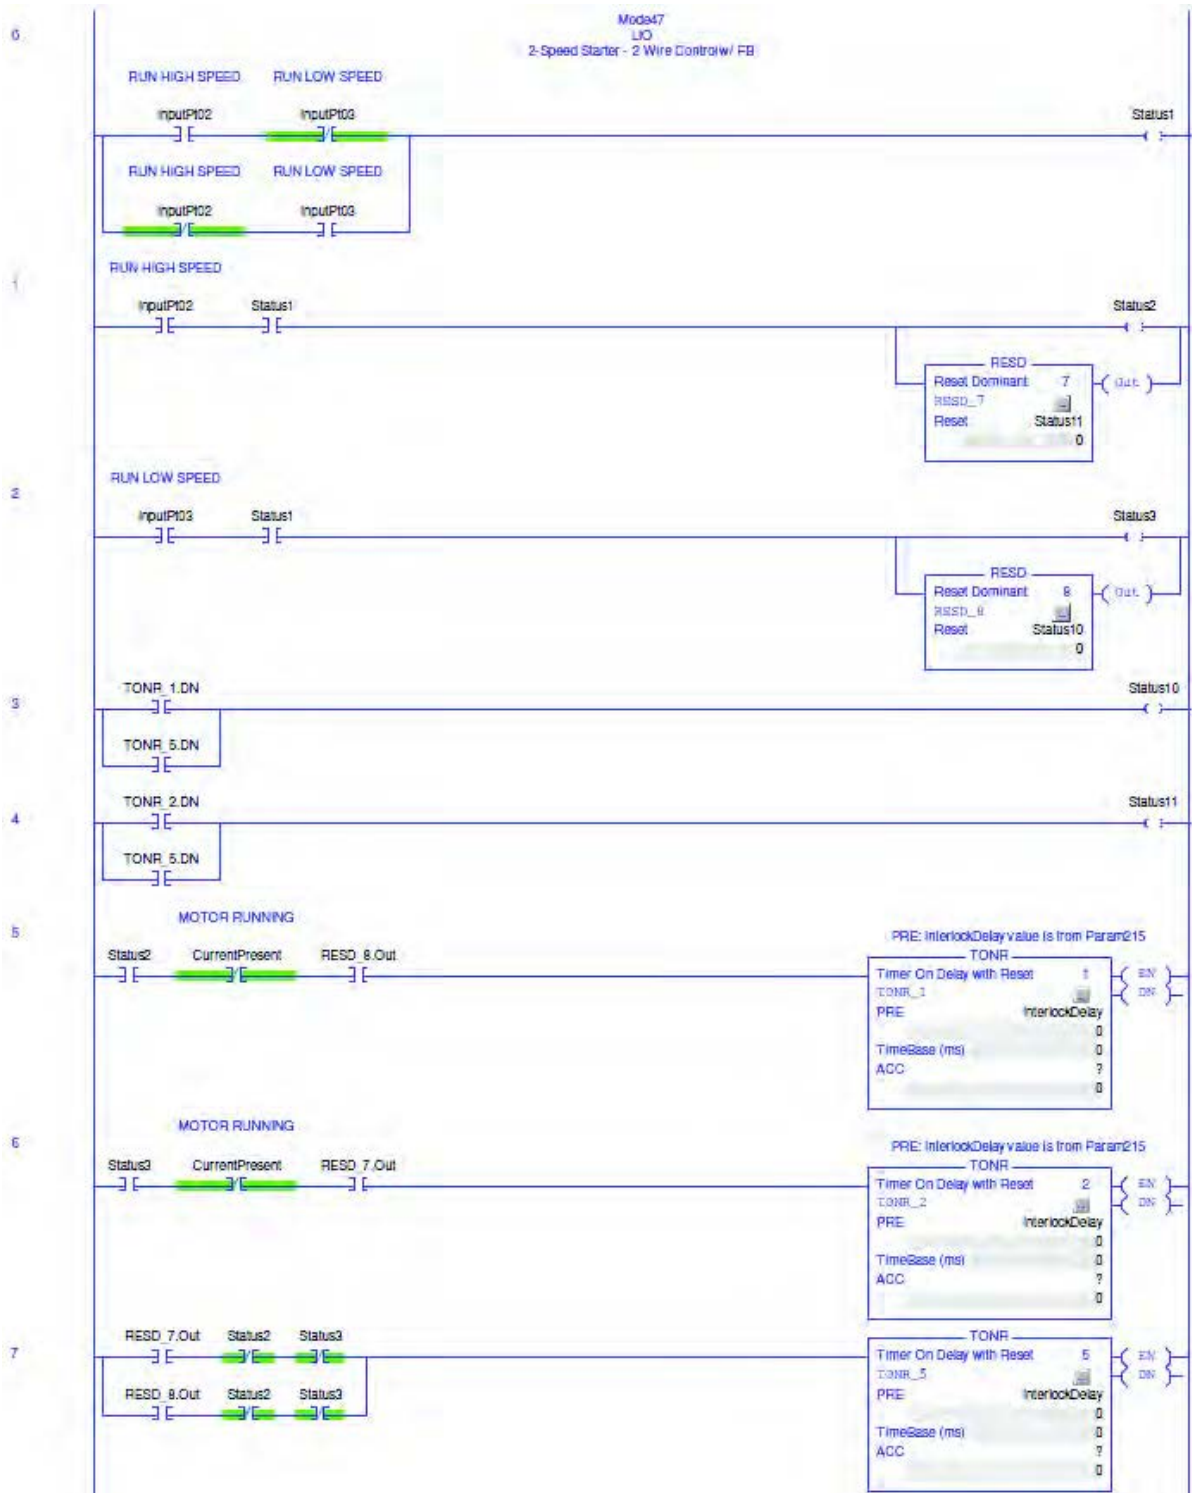 0
Mode47
LIO
2-Speed Starter - 2 Wire Controlw/ FB
RUN HIGH SPEED RUN LOW SPEED
InputPt02 InputPt03 Status1
RUN HIGH SPEED RUN LOW SPEED
InputPt02 InputPt03
1
RUN HIGH SPEED
InputPt02 Status1 Status2
RESD
Reset Dominant 7
RESD_7 ...
Reset Status11
0
Out
2
RUN LOW SPEED
InputPt03 Status1 Status3
RESD
Reset Dominant 8
RESD_8 ...
Reset Status10
0
Out
3
TONR_1.DN Status10
TONR_5.DN
4
TONR_2.DN Status11
TONR_5.DN
5
MOTOR RUNNING
Status2 CurrentPresent RESD_8.Out
PRE: InterlockDelay value is from Param215
TONR
Timer On Delay with Reset 1
TONR_1 ...
PRE InterlockDelay
0
TimeBase (ms) 0
ACC ?
0
EN
DN
6
MOTOR RUNNING
Status3 CurrentPresent RESD_7.Out
PRE: InterlockDelay value is from Param215
TONR
Timer On Delay with Reset 2
TONR_2 ...
PRE InterlockDelay
0
TimeBase (ms) 0
ACC ?
0
EN
DN
7
RESD_7.Out Status2 Status3
RESD_8.Out Status2 Status3
TONR
Timer On Delay with Reset 5
TONR_5 ...
PRE InterlockDelay
0
TimeBase (ms) 0
ACC ?
0
EN
DN